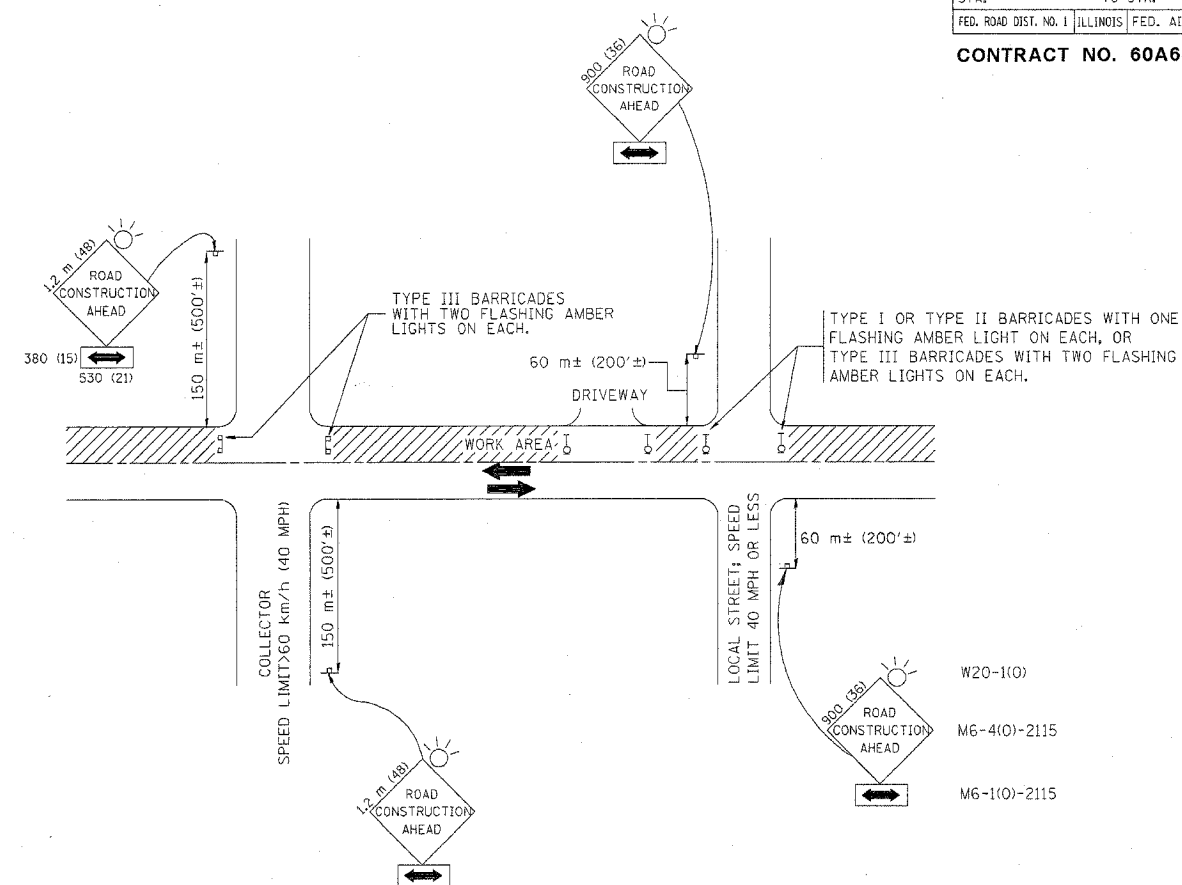 FED. ROAD DIST. NO. 1 ILLINOIS FED.
CONTRACT NO. 60A6
900 (36)
ROAD
CONSTRUCTION
AHEAD
1.2 m (48)
ROAD
CONSTRUCTION
AHEAD
380 (15)
530 (21)
150 m± (500'±)
TYPE III BARRICADES
WITH TWO FLASHING AMBER
LIGHTS ON EACH.
60 m± (200'±)
DRIVEWAY
TYPE I OR TYPE II BARRICADES WITH ONE
FLASHING AMBER LIGHT ON EACH, OR
TYPE III BARRICADES WITH TWO FLASHING
AMBER LIGHTS ON EACH.
WORK AREA
COLLECTOR
SPEED LIMIT>60 km/h (40 MPH)
150 m± (500'±)
LOCAL STREET; SPEED
LIMIT 40 MPH OR LESS
60 m± (200'±)
1.2 m (48)
ROAD
CONSTRUCTION
AHEAD
900 (36)
ROAD
CONSTRUCTION
AHEAD
W20-1(O)
M6-4(O)-2115
M6-1(O)-2115